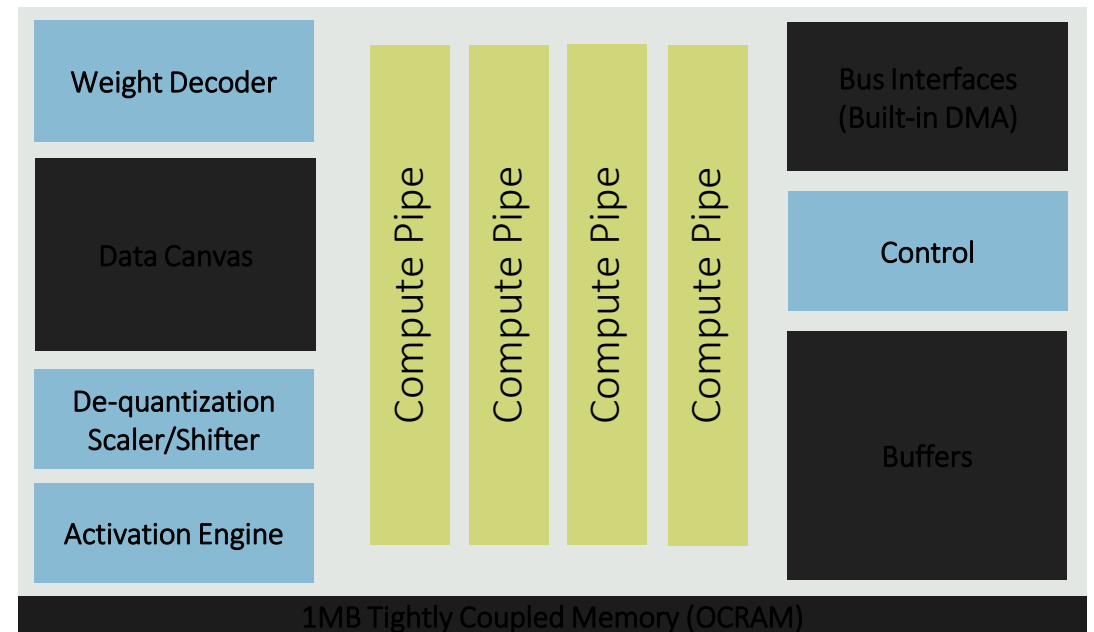 Weight Decoder
Data Canvas
De-quantization
Scaler/Shifter
Activation Engine
Compute Pipe
Compute Pipe
Compute Pipe
Compute Pipe
Bus Interfaces
(Built-in DMA)
Control
Buffers
1MB Tightly Coupled Memory (OCRAM)